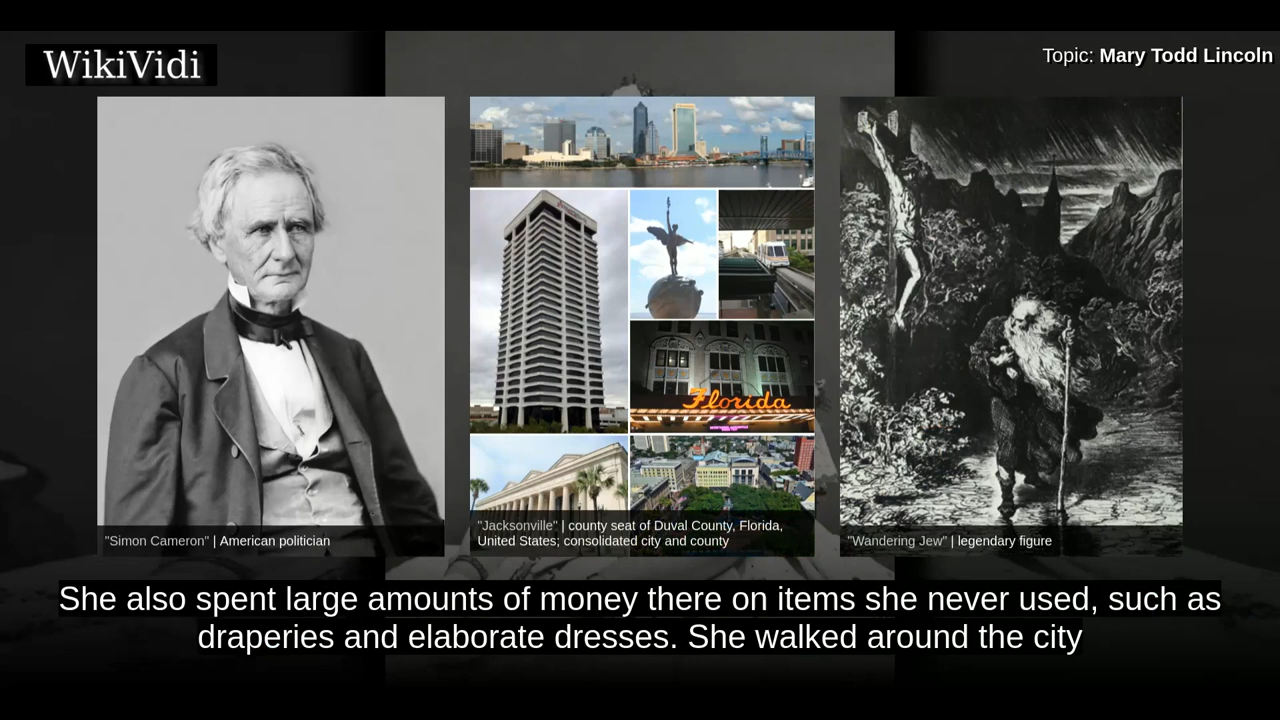 WikiVidi
Topic: Mary Todd Lincoln
Florida
"Simon Cameron" | American politician
"Jacksonville" | county seat of Duval County, Florida,
United States; consolidated city and county
"Wandering Jew" | legendary figure
She also spent large amounts of money there on items she never used, such as
draperies and elaborate dresses. She walked around the city